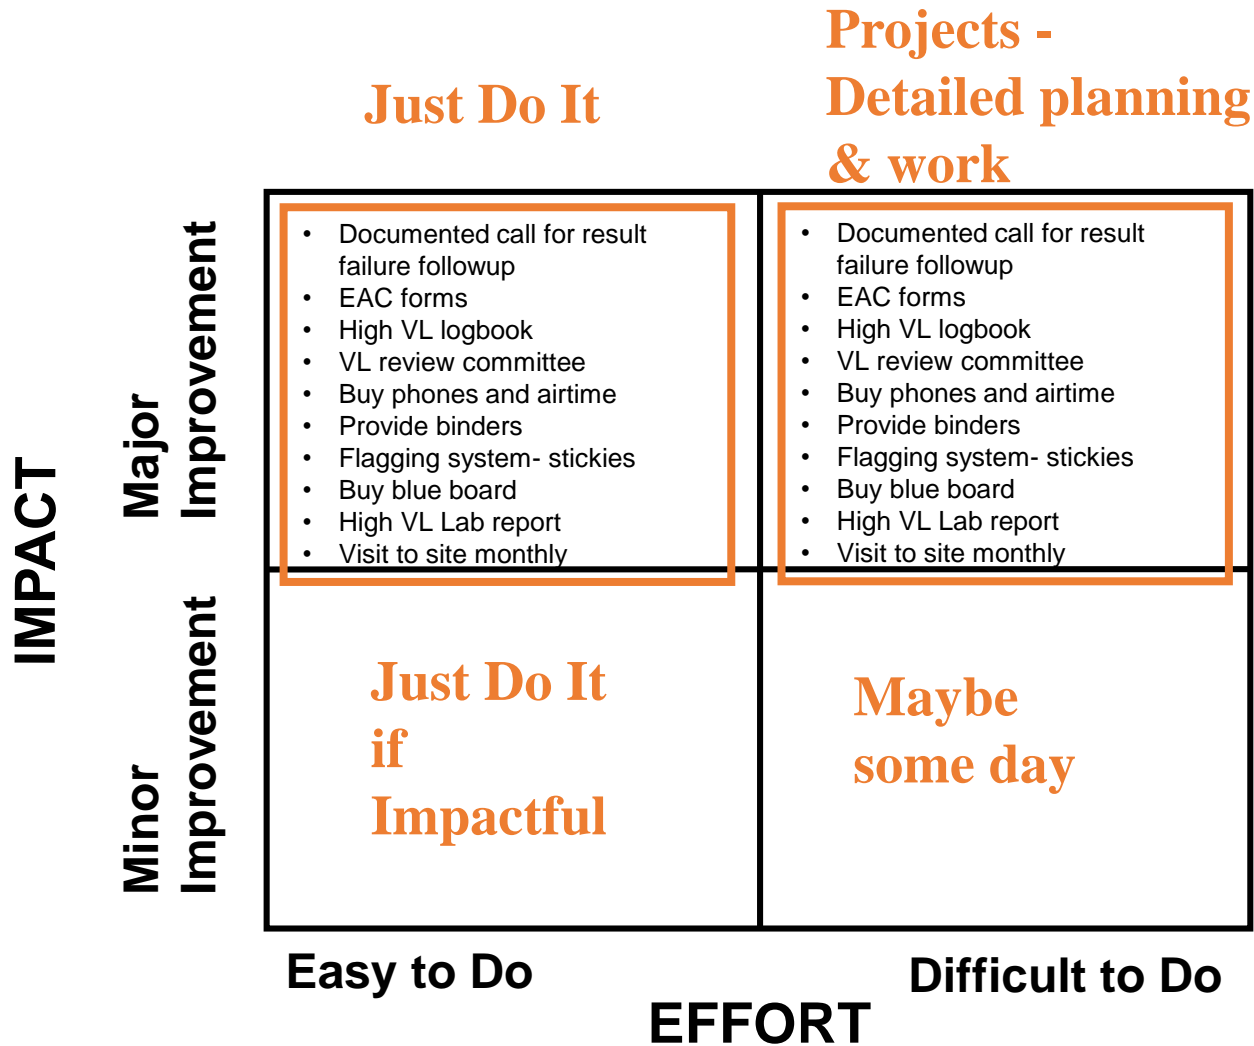 Just Do It
Projects -
Detailed planning
& work
IMPACT
Major
Improvement
• Documented call for result
failure followup
• EAC forms
• High VL logbook
• VL review committee
• Buy phones and airtime
• Provide binders
• Flagging system- stickies
• Buy blue board
• High VL Lab report
• Visit to site monthly
• Documented call for result
failure followup
• EAC forms
• High VL logbook
• VL review committee
• Buy phones and airtime
• Provide binders
• Flagging system- stickies
• Buy blue board
• High VL Lab report
• Visit to site monthly
Minor
Improvement
Just Do It
if
Impactful
Maybe
some day
Easy to Do
Difficult to Do
EFFORT